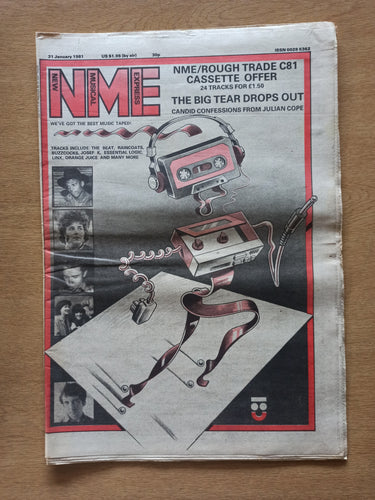 31 January 1981 US $1.95 (by air) 30p ISSN 0028 6362
NEW
MUSICAL
EXPRESS
NME
NME/ROUGH TRADE C81
CASSETTE OFFER
24 TRACKS FOR £1.50
THE BIG TEAR DROPS OUT
CANDID CONFESSIONS FROM JULIAN COPE
WE'VE GOT THE BEST MUSIC TAPED!
TRACKS INCLUDE THE BEAT, RAINCOATS,
BUZZCOCKS, JOSEF K, ESSENTIAL LOGIC,
LINX, ORANGE JUICE AND MANY MORE